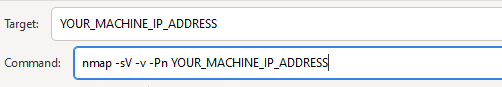 Target: YOUR_MACHINE_IP_ADDRESS
Command: nmap -sV -v -Pn YOUR_MACHINE_IP_ADDRESS